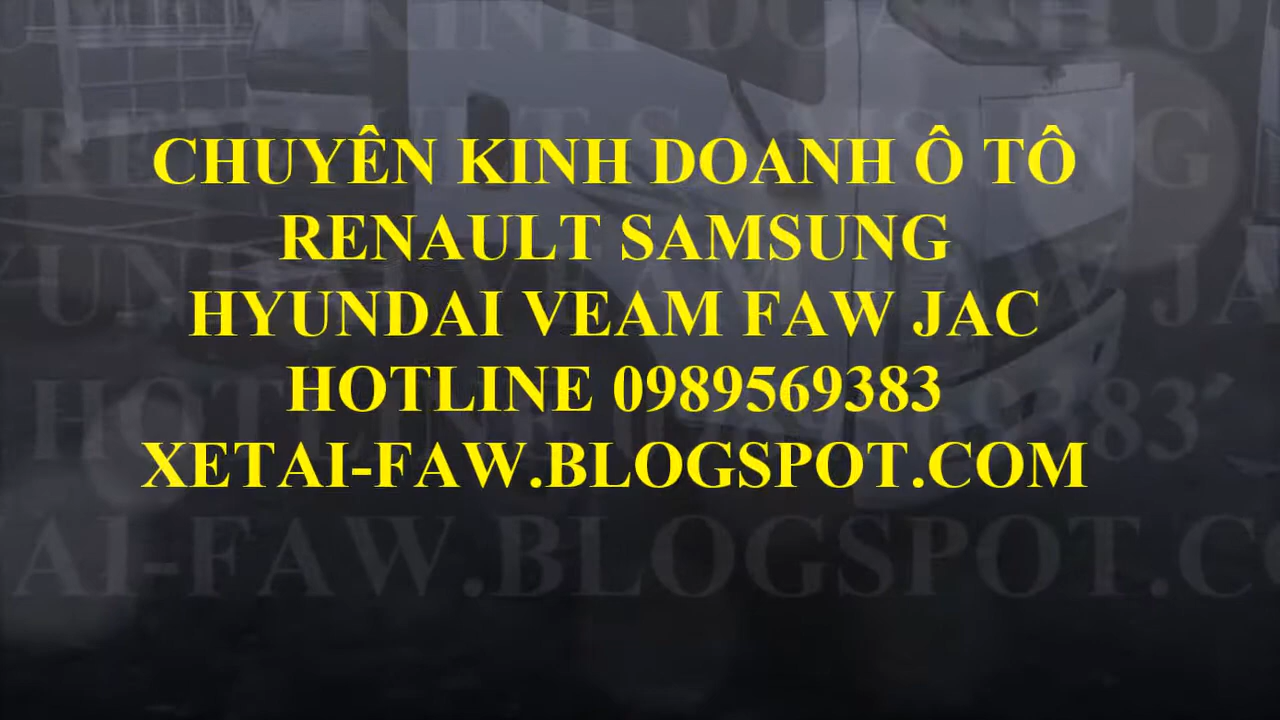 CHUYÊN KINH DOANH Ô TÔ
RENAULT SAMSUNG
HYUNDAI VEAM FAW JAC
HOTLINE 0989569383
XETAI-FAW.BLOGSPOT.COM